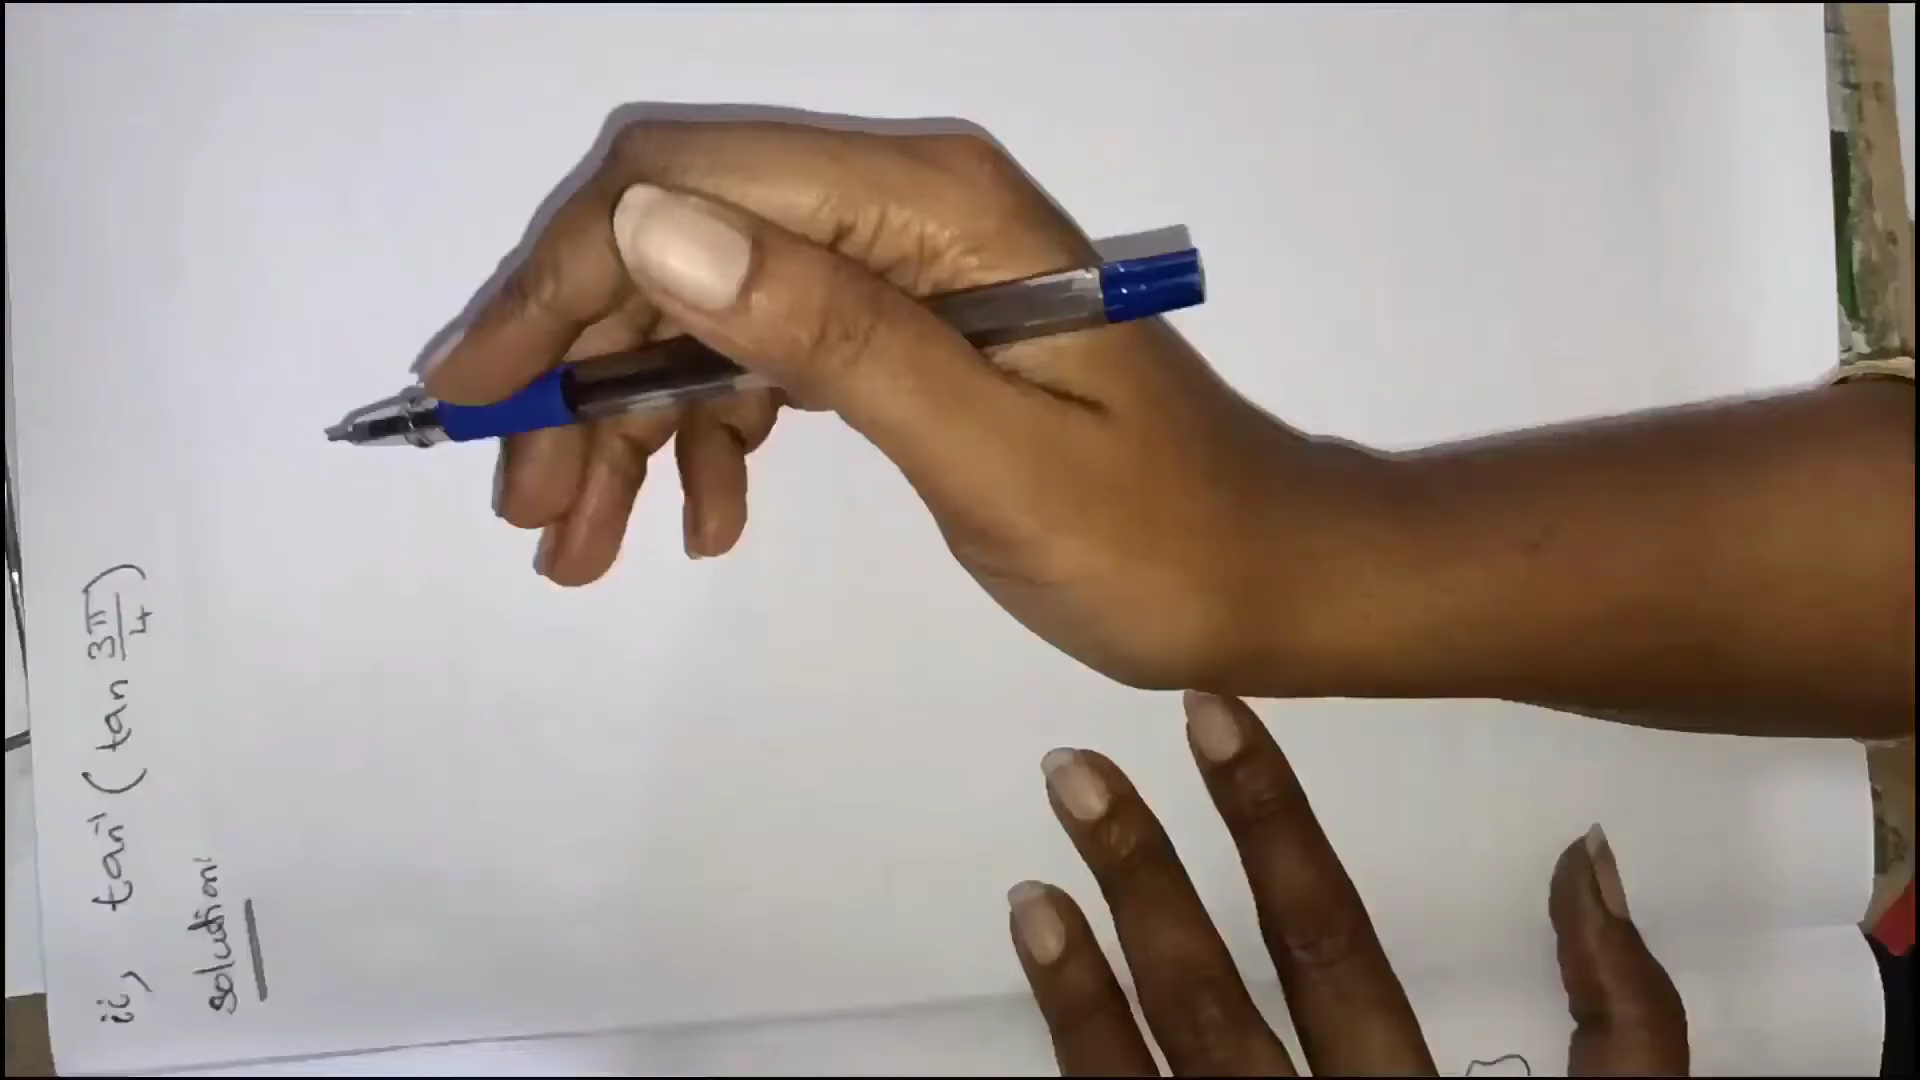 ii, tan⁻¹ ( tan 3π/4 )
solution: